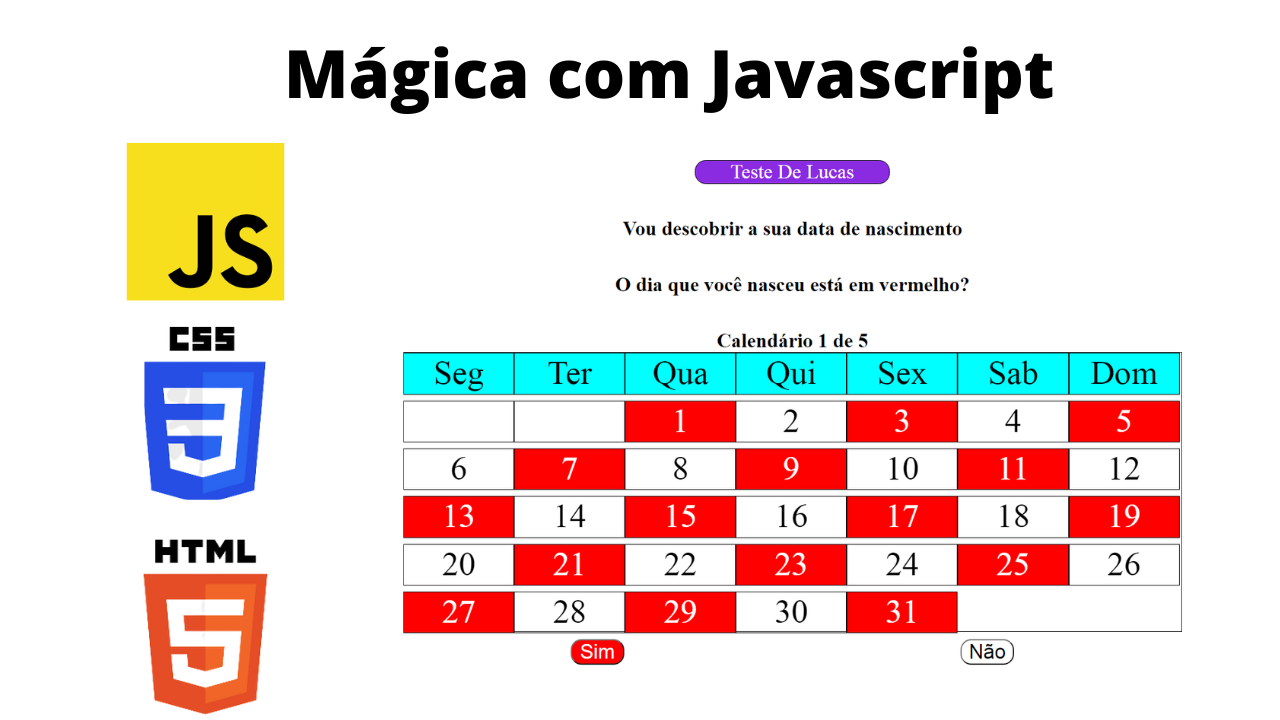 Mágica com Javascript
JS
Teste De Lucas
Vou descobrir a sua data de nascimento
O dia que você nasceu está em vermelho?
CSS
Calendário 1 de 5
Seg Ter Qua Qui Sex Sab Dom
1 2 3 4 5
6 7 8 9 10 11 12
13 14 15 16 17 18 19
HTML
20 21 22 23 24 25 26
27 28 29 30 31
Sim Não